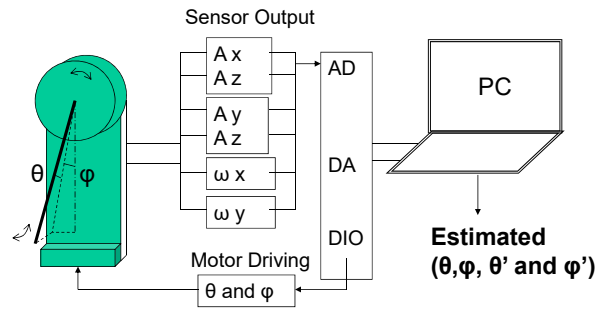 Sensor Output
A x
A z
A y
A z
ω x
ω y
AD
DA
DIO
PC
θ
φ
Motor Driving
θ and φ
Estimated
(θ,φ, θ’ and φ’)